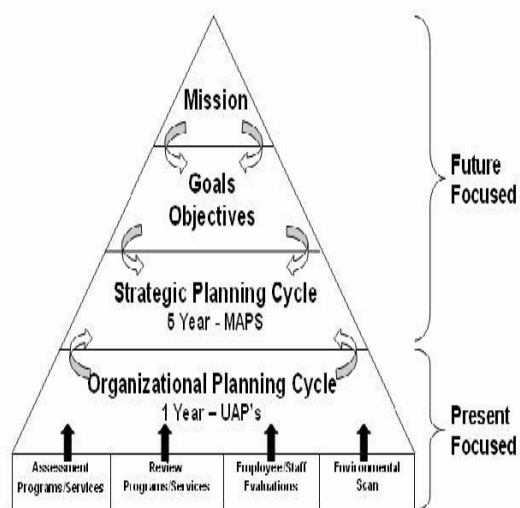 Mission
Goals
Objectives
Strategic Planning Cycle
5 Year - MAPS
Organizational Planning Cycle
1 Year – UAP's
Assessment
Programs/Services
Review
Programs/Services
Employee/Staff
Evaluations
Environmental
Scan
Future
Focused
Present
Focused